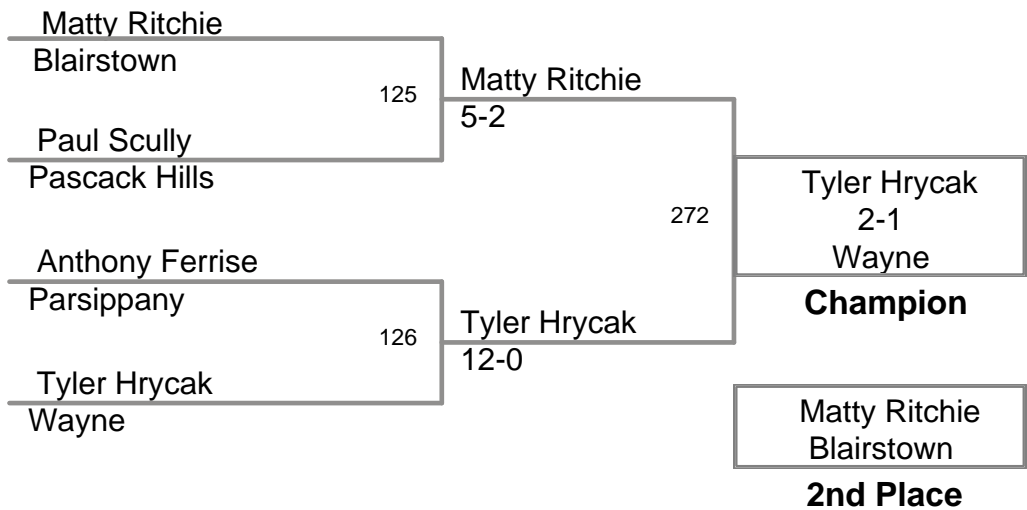 Matty Ritchie
Blairstown
125
Matty Ritchie
5-2
Paul Scully
Pascack Hills
272
Tyler Hrycak
2-1
Wayne
Champion
Anthony Ferrise
Parsippany
126
Tyler Hrycak
12-0
Tyler Hrycak
Wayne
Matty Ritchie
Blairstown
2nd Place